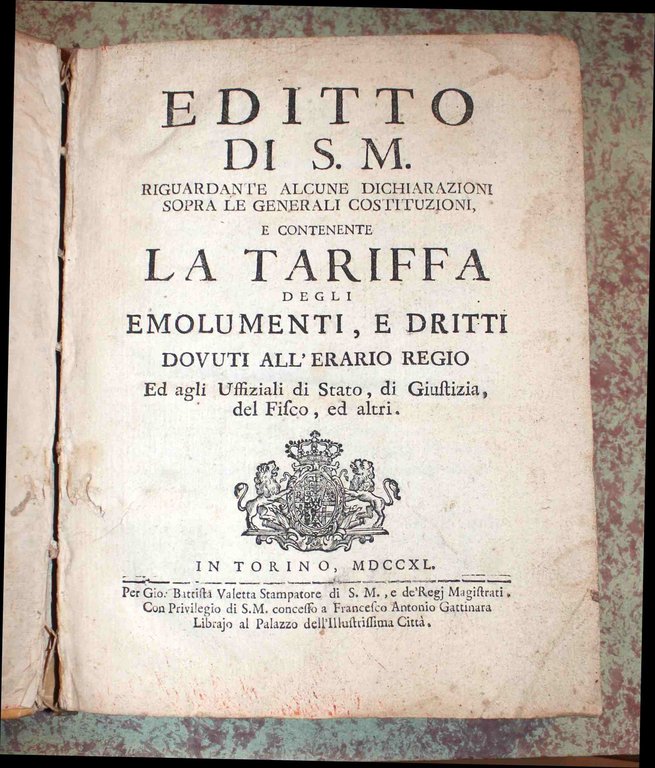 EDITTO
DI S. M.
RIGUARDANTE ALCUNE DICHIARAZIONI
SOPRA LE GENERALI COSTITUZIONI,
E CONTENENTE
LA TARIFFA
DEGLI
EMOLUMENTI, E DRITTI
DOVUTI ALL'ERARIO REGIO
Ed agli Uffiziali di Stato, di Giuſtizia,
del Fiſco, ed altri.
IN TORINO, MDCCXL.
Per Gio. Battiſta Valetta Stampatore di S. M., e de'Regj Magiſtrati.
Con Privilegio di S.M. conceſſo a Franceſco Antonio Gattinara
Librajo al Palazzo dell'Illuſtriſſima Città.